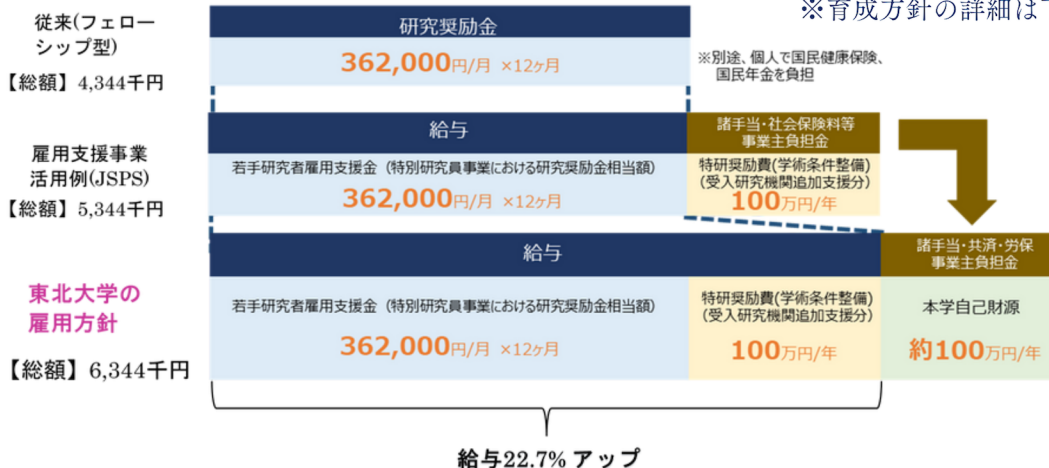 ※育成方針の詳細は
従来(フェロー
シップ型)
【総額】4,344千円
研究奨励金
362,000円/月 ×12ヶ月
※別途、個人で国民健康保険、
国民年金を負担
雇用支援事業
活用例(JSPS)
【総額】5,344千円
給与
若手研究者雇用支援金（特別研究員事業における研究奨励金相当額）
362,000円/月 ×12ヶ月
諸手当・社会保険料等
事業主負担金
特研奨励費(学術条件整備)
(受入研究機関追加支援分)
100万円/年
東北大学の
雇用方針
【総額】6,344千円
給与
若手研究者雇用支援金（特別研究員事業における研究奨励金相当額）
362,000円/月 ×12ヶ月
特研奨励費(学術条件整備)
(受入研究機関追加支援分)
100万円/年
諸手当・共済・労保
事業主負担金
本学自己財源
約100万円/年
給与22.7% アップ